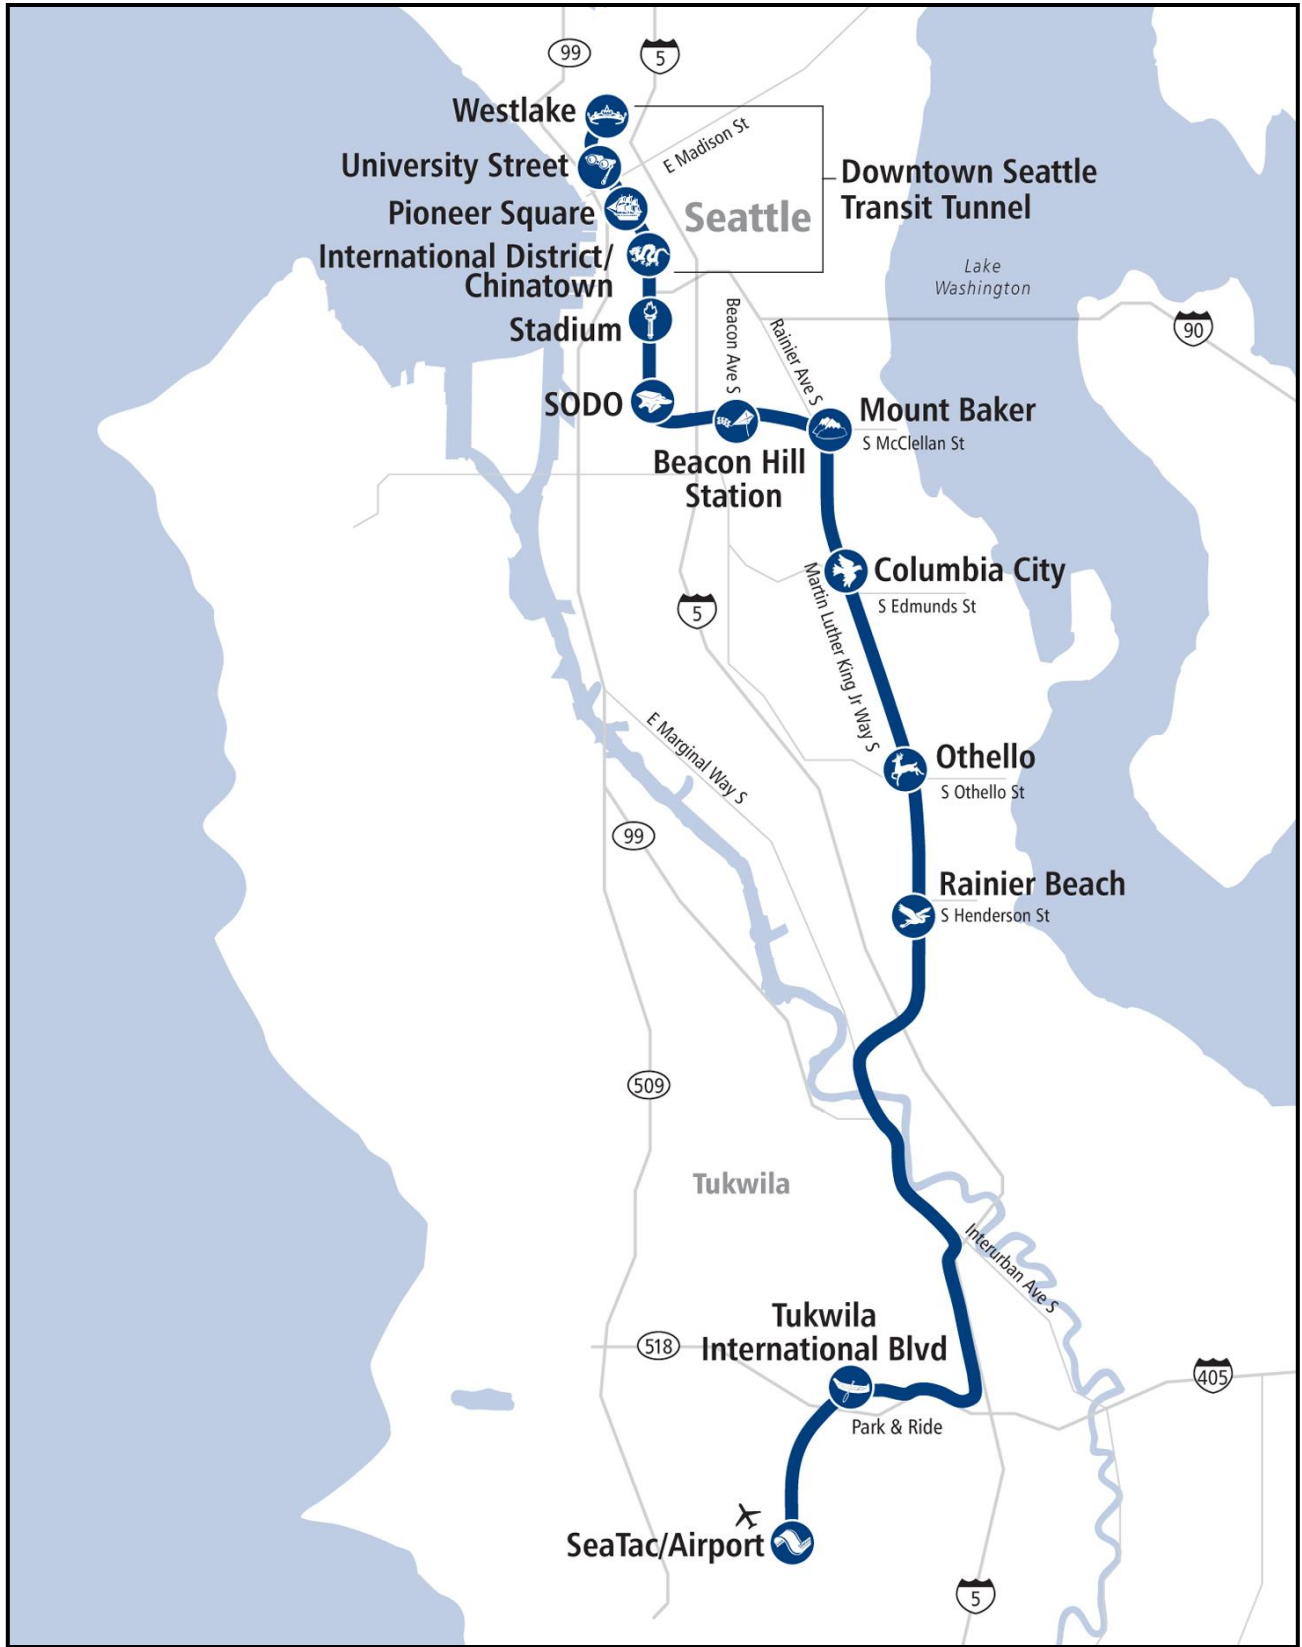 99
5
Westlake
E Madison St
University Street
Downtown Seattle
Transit Tunnel
Pioneer Square
Seattle
International District/
Chinatown
Lake
Washington
Stadium
Beacon Ave S
Rainier Ave S
90
SODO
Mount Baker
S McClellan St
Beacon Hill
Station
Columbia City
S Edmunds St
5
Martin Luther King Jr Way S
E Marginal Way S
Othello
S Othello St
99
Rainier Beach
S Henderson St
509
Tukwila
Interurban Ave S
Tukwila
International Blvd
518
405
Park & Ride
SeaTac/Airport
5